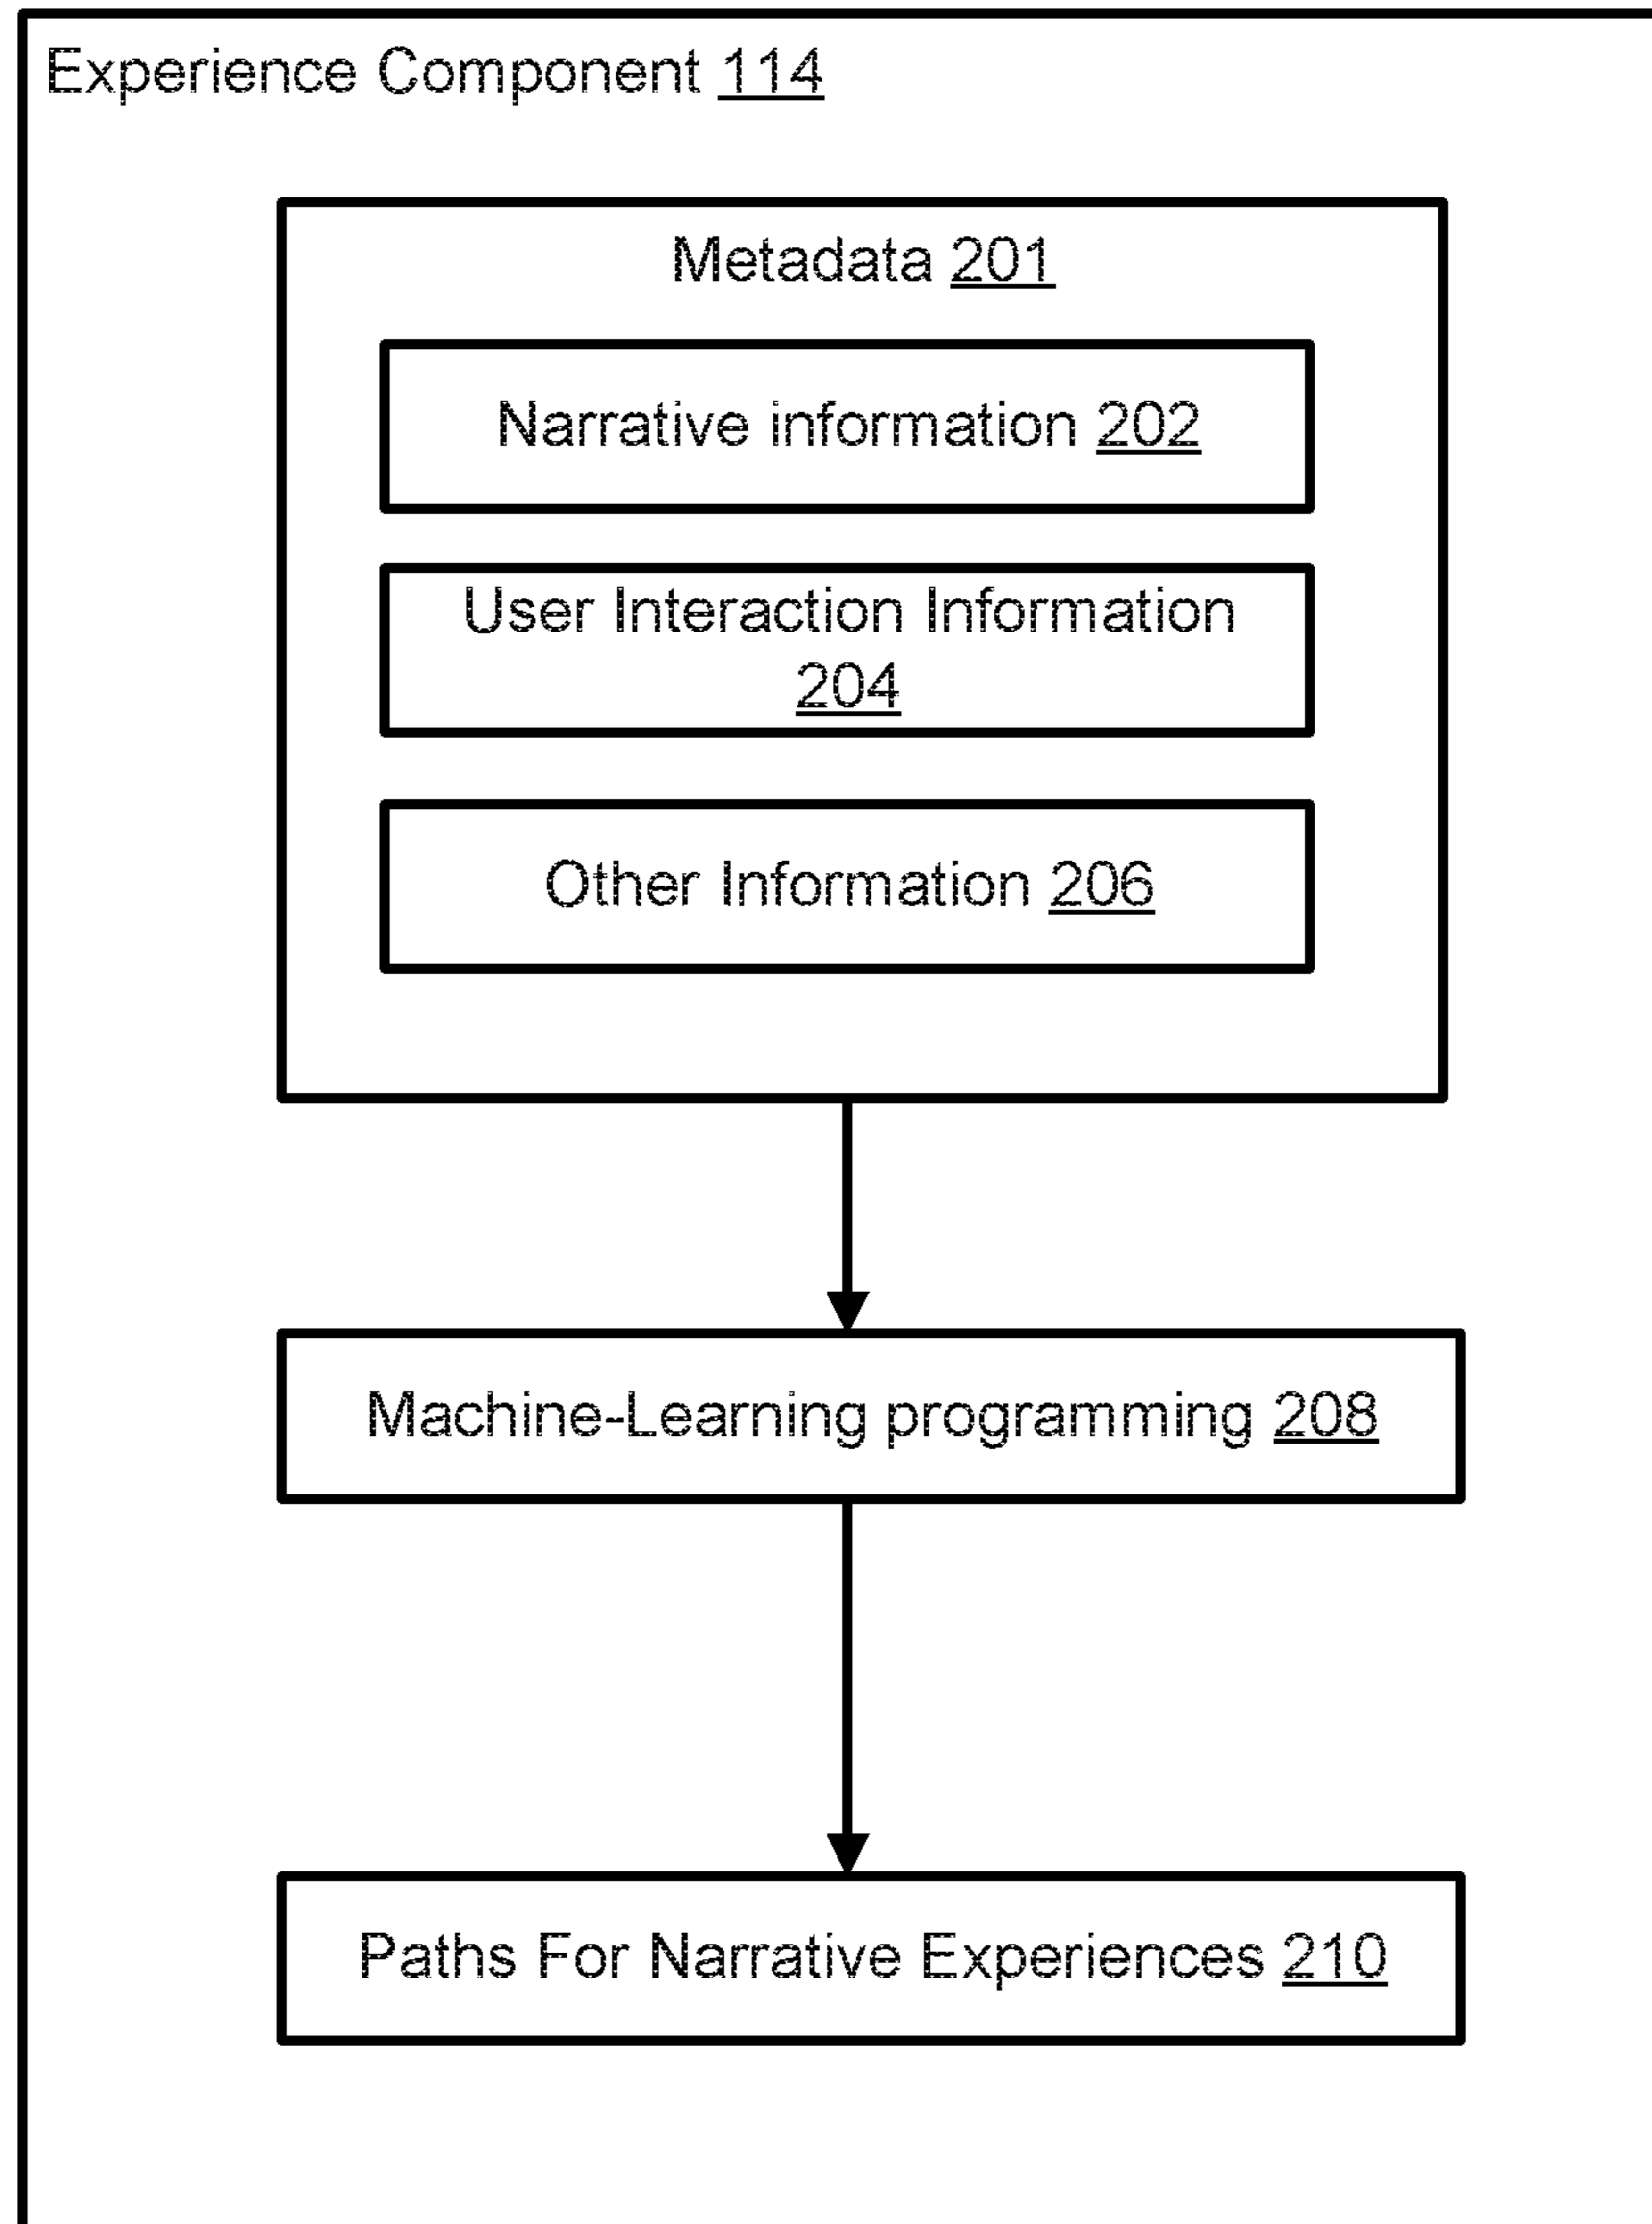 Experience Component 114
Metadata 201
Narrative information 202
User Interaction Information
204
Other Information 206
Machine-Learning programming 208
Paths For Narrative Experiences 210